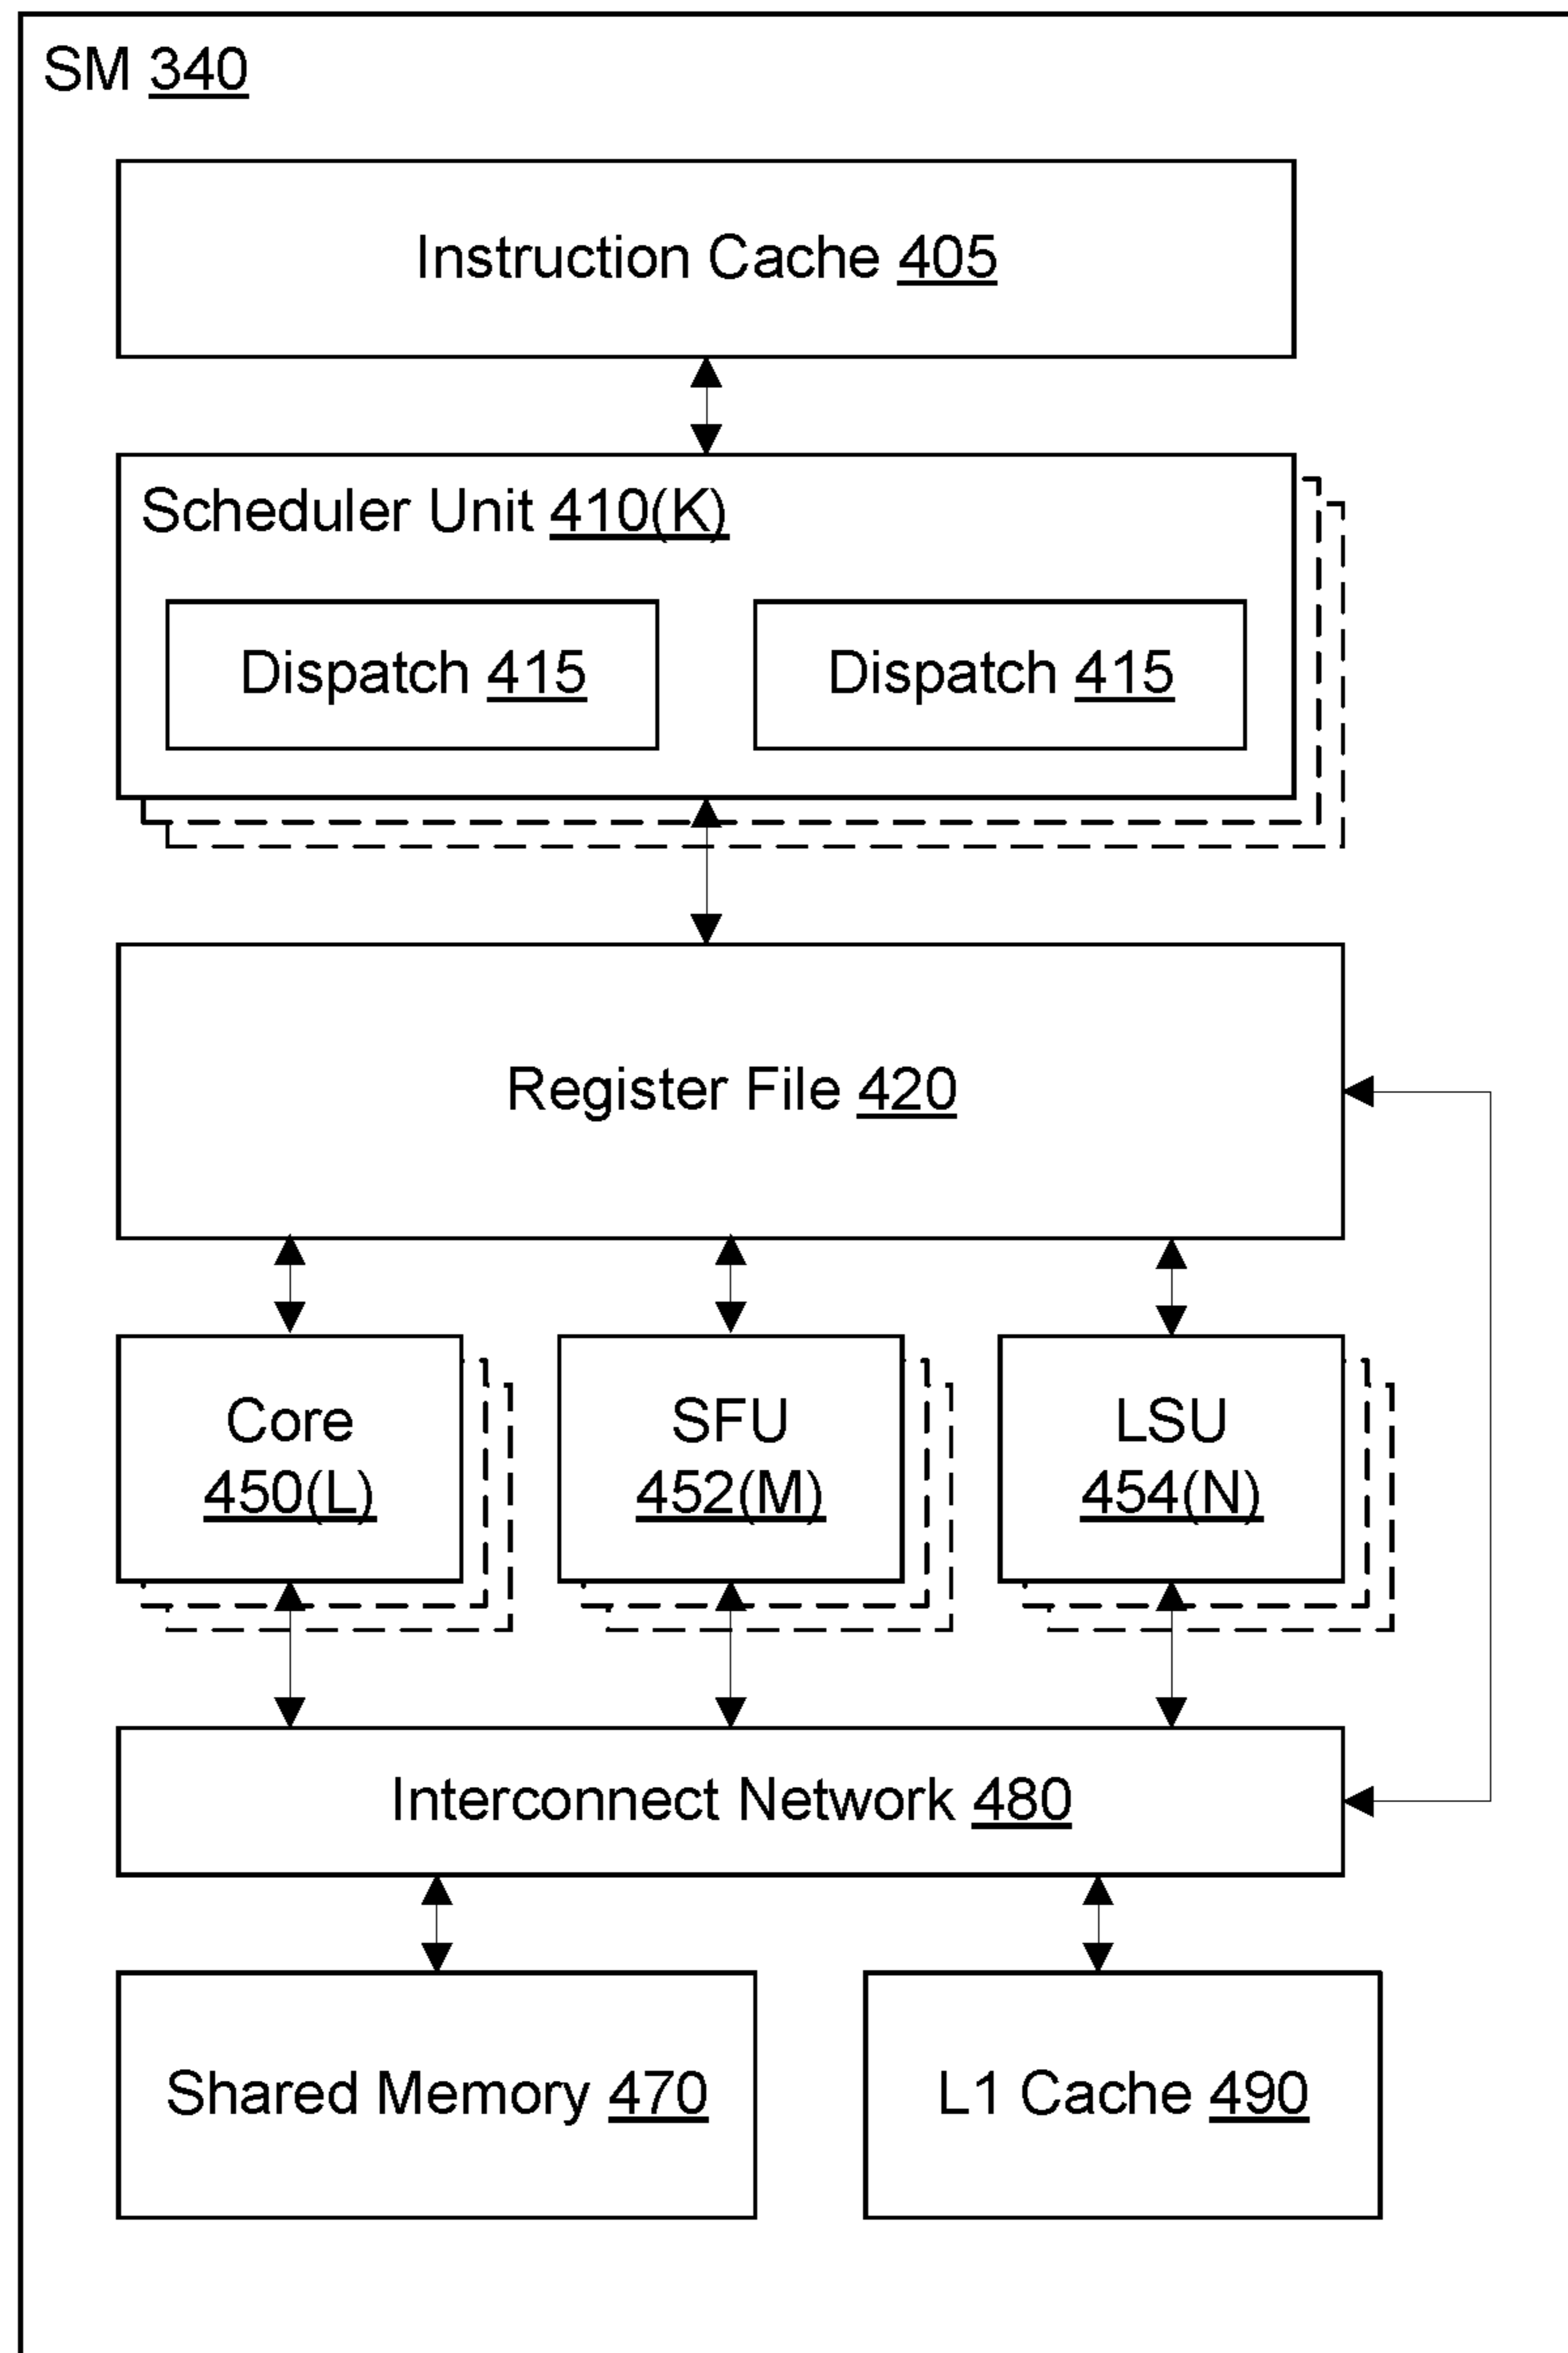 SM 340
Instruction Cache 405
Scheduler Unit 410(K)
Dispatch 415
Dispatch 415
Register File 420
Core
450(L)
SFU
452(M)
LSU
454(N)
Interconnect Network 480
Shared Memory 470
L1 Cache 490